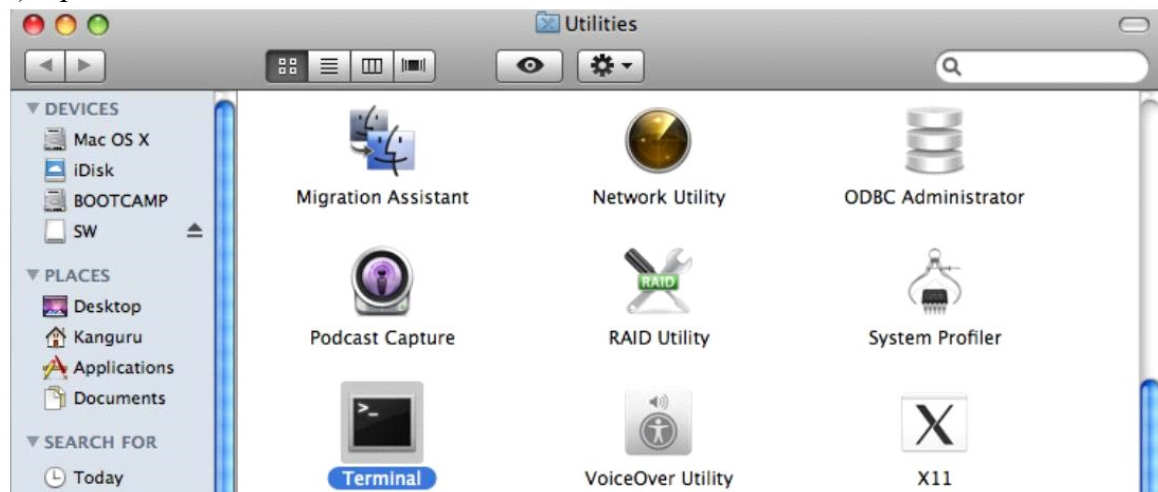 Utilities
DEVICES
Mac OS X
iDisk
BOOTCAMP
SW
PLACES
Desktop
Kanguru
Applications
Documents
SEARCH FOR
Today
Migration Assistant
Network Utility
ODBC Administrator
Podcast Capture
RAID
RAID Utility
System Profiler
>_
Terminal
VoiceOver Utility
X
X11